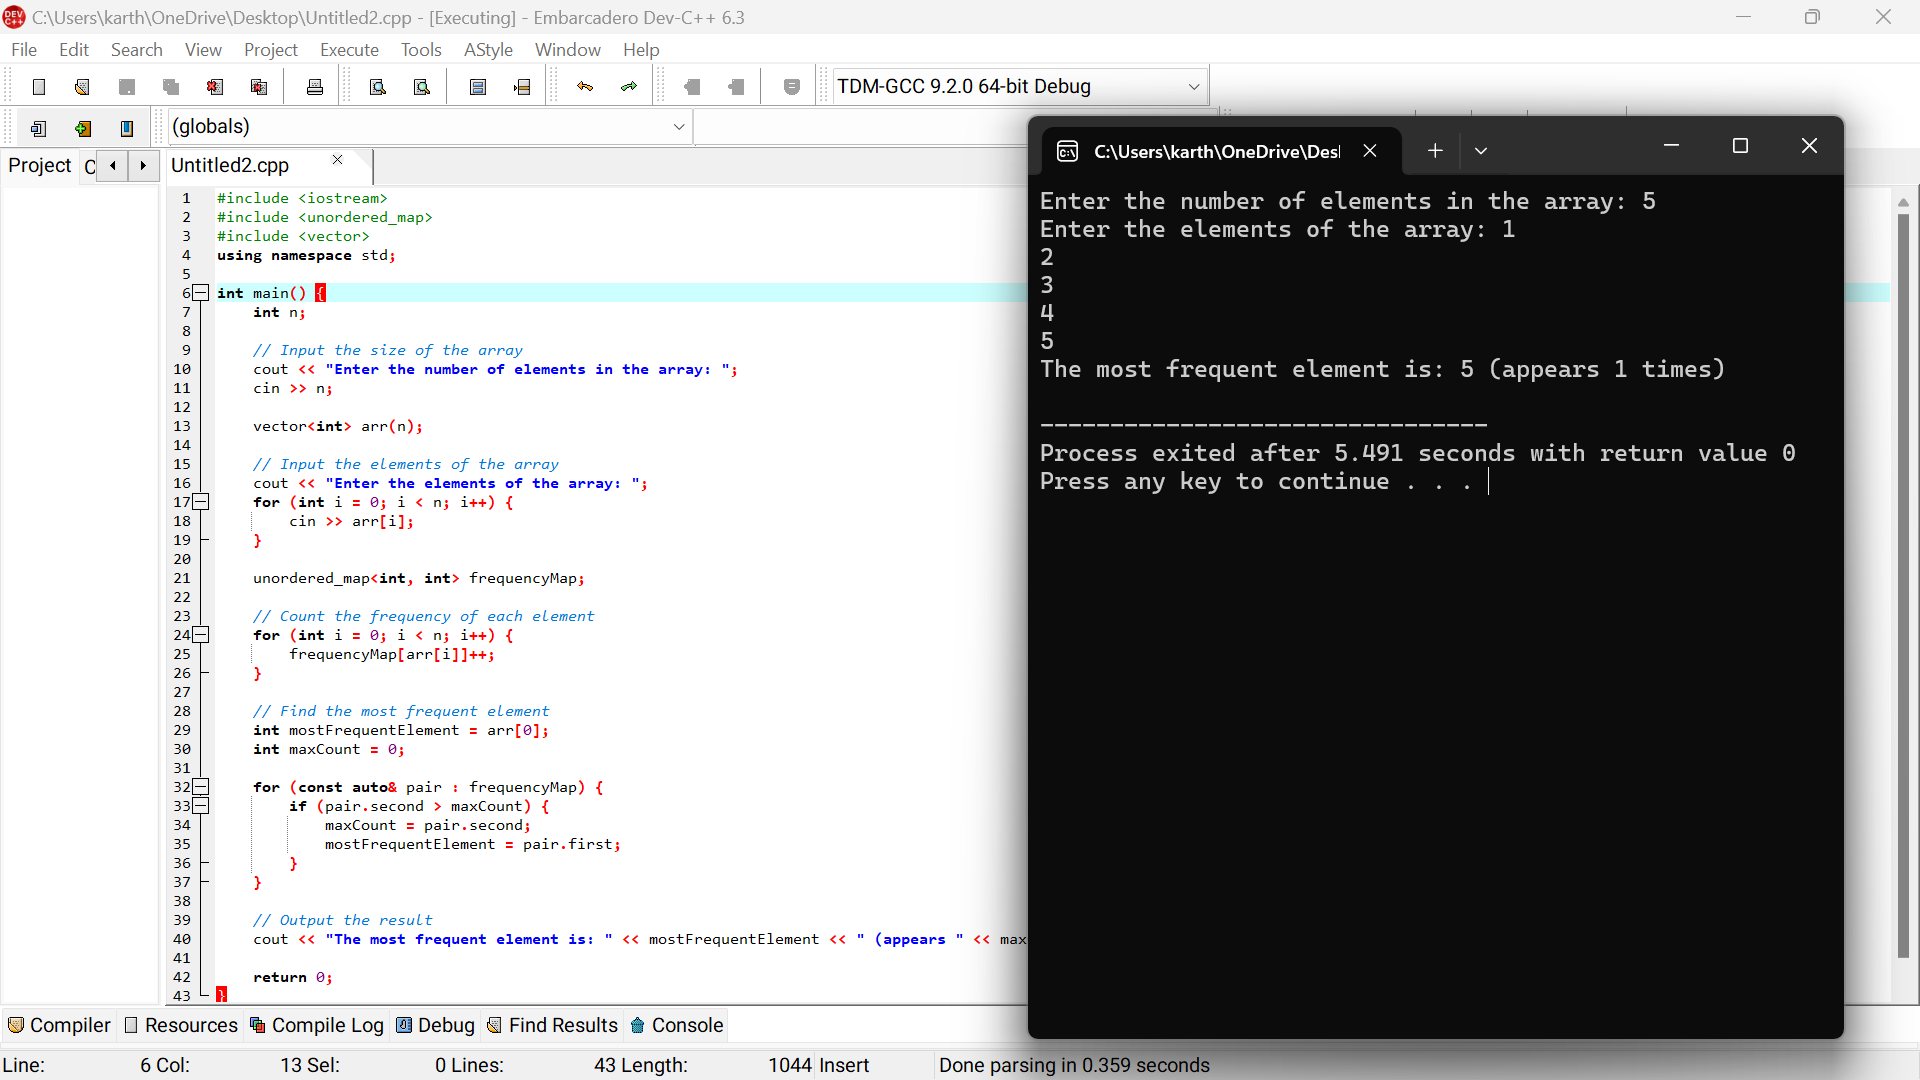 C:\Users\karth\OneDrive\Desktop\Untitled2.cpp - [Executing] - Embarcadero Dev-C++ 6.3
File Edit Search View Project Execute Tools AStyle Window Help
TDM-GCC 9.2.0 64-bit Debug
(globals)
Project
Untitled2.cpp
1 #include <iostream>
2 #include <unordered_map>
3 #include <vector>
4 using namespace std;
5
6 int main() {
7 int n;
8
9 // Input the size of the array
10 cout << "Enter the number of elements in the array: ";
11 cin >> n;
12
13 vector<int> arr(n);
14
15 // Input the elements of the array
16 cout << "Enter the elements of the array: ";
17 for (int i = 0; i < n; i++) {
18 cin >> arr[i];
19 }
20
21 unordered_map<int, int> frequencyMap;
22
23 // Count the frequency of each element
24 for (int i = 0; i < n; i++) {
25 frequencyMap[arr[i]]++;
26 }
27
28 // Find the most frequent element
29 int mostFrequentElement = arr[0];
30 int maxCount = 0;
31
32 for (const auto& pair : frequencyMap) {
33 if (pair.second > maxCount) {
34 maxCount = pair.second;
35 mostFrequentElement = pair.first;
36 }
37 }
38
39 // Output the result
40 cout << "The most frequent element is: " << mostFrequentElement << " (appears " << max
41
42 return 0;
43 }
C:\Users\karth\OneDrive\Des
Enter the number of elements in the array: 5
Enter the elements of the array: 1
2
3
4
5
The most frequent element is: 5 (appears 1 times)
--------------------------------
Process exited after 5.491 seconds with return value 0
Press any key to continue . . .
Compiler Resources Compile Log Debug Find Results Console
Line: 6 Col: 13 Sel: 0 Lines: 43 Length: 1044 Insert Done parsing in 0.359 seconds